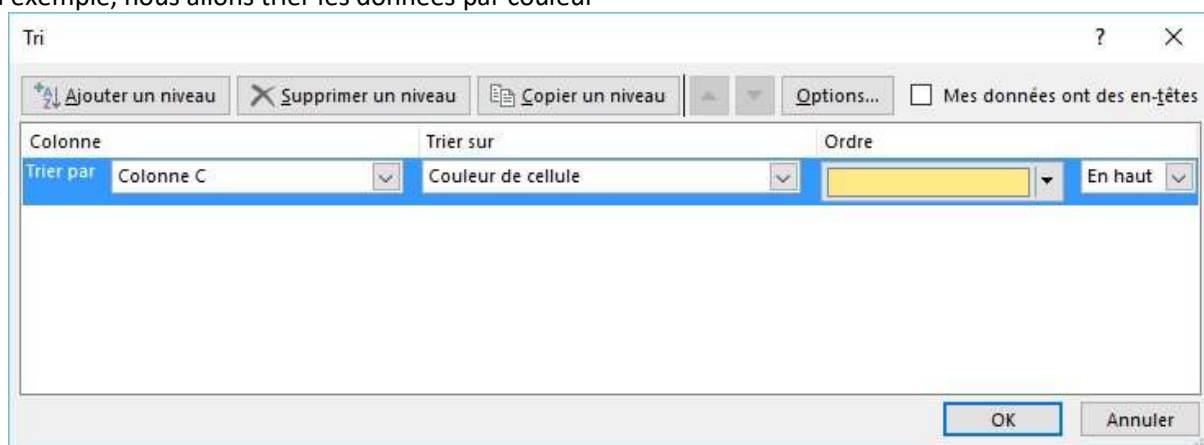 exemple, nous allons trier les données par couleur
Tri ?
Ajouter un niveau Supprimer un niveau Copier un niveau Options... Mes données ont des en-têtes
Colonne Trier sur Ordre
Trier par Colonne C Couleur de cellule En haut
OK Annuler